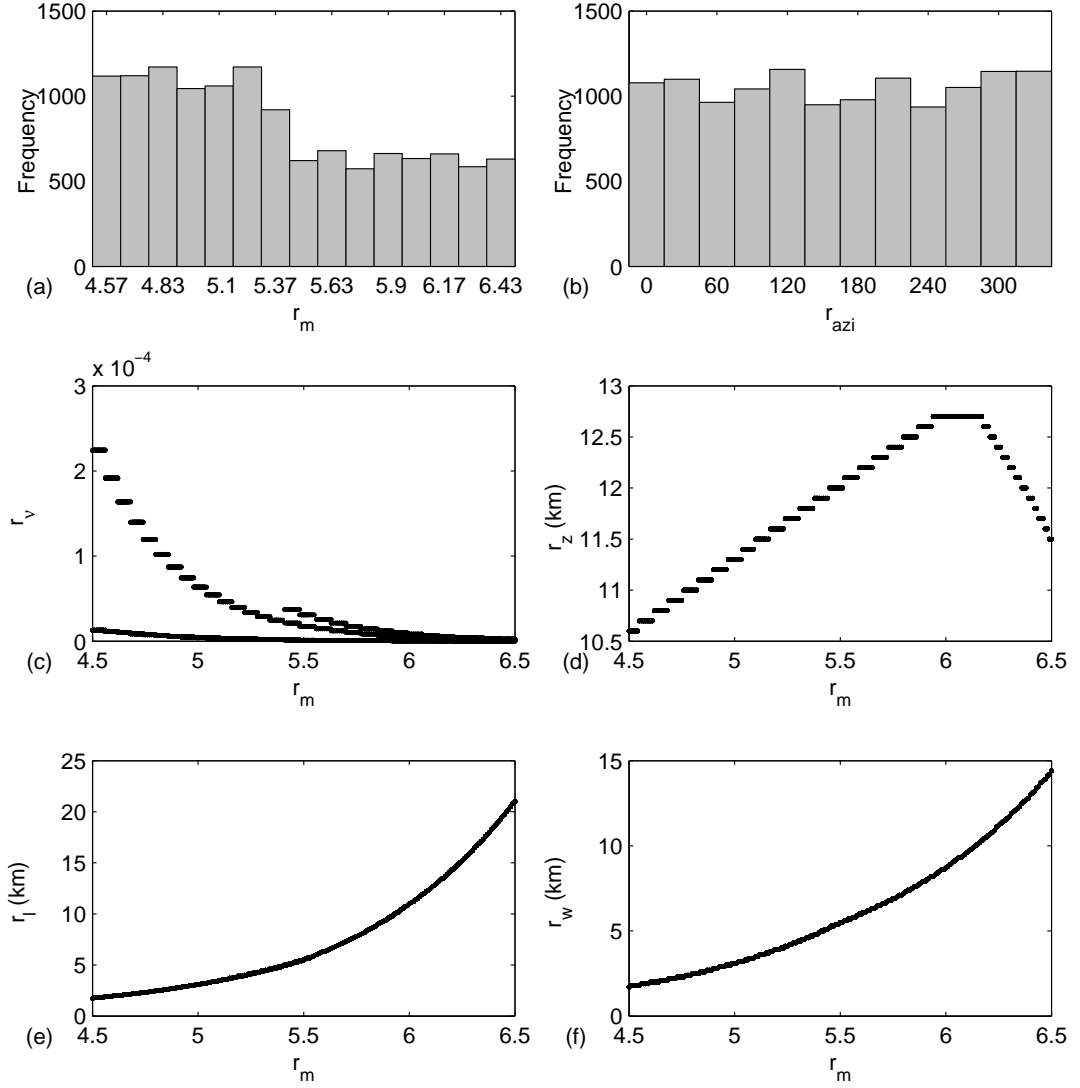 1500
1000
500
0
Frequency
4.57 4.83 5.1 5.37 5.63 5.9 6.17 6.43
(a)
r_m
1500
1000
500
0
Frequency
0 60 120 180 240 300
(b)
r_azi
x 10^−4
3
2
1
0
r_ν
4.5 5 5.5 6 6.5
(c)
r_m
13
12.5
12
11.5
11
10.5
r_z (km)
4.5 5 5.5 6 6.5
(d)
r_m
25
20
15
10
5
0
r_l (km)
4.5 5 5.5 6 6.5
(e)
r_m
15
10
5
0
r_w (km)
4.5 5 5.5 6 6.5
(f)
r_m